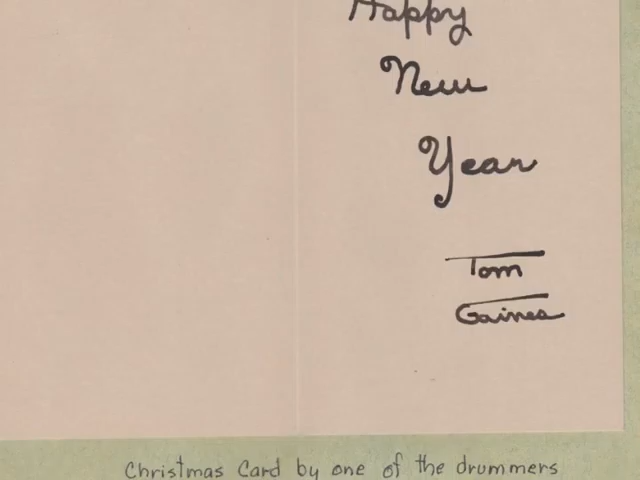 Happy
New
Year
Tom
Gaines
Christmas Card by one of the drummers